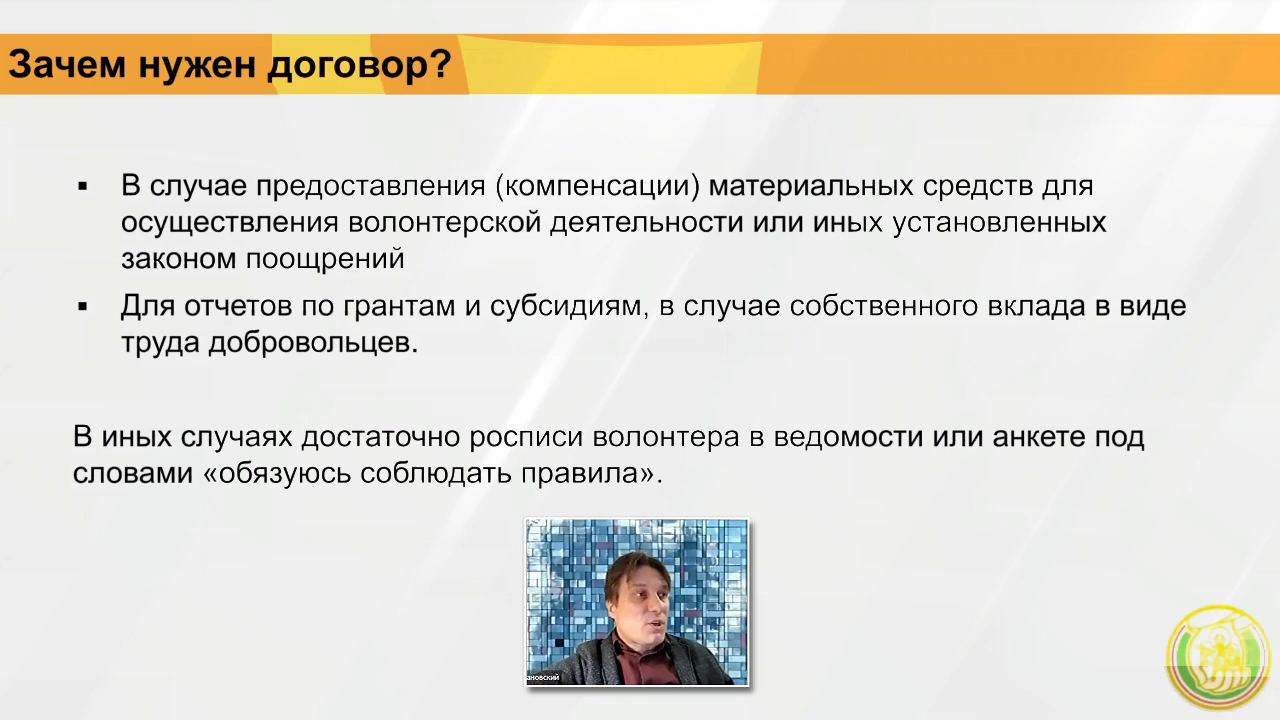 Зачем нужен договор?
▪ В случае предоставления (компенсации) материальных средств для
осуществления волонтерской деятельности или иных установленных
законом поощрений
▪ Для отчетов по грантам и субсидиям, в случае собственного вклада в виде
труда добровольцев.
В иных случаях достаточно росписи волонтера в ведомости или анкете под
словами «обязуюсь соблюдать правила».
ановский